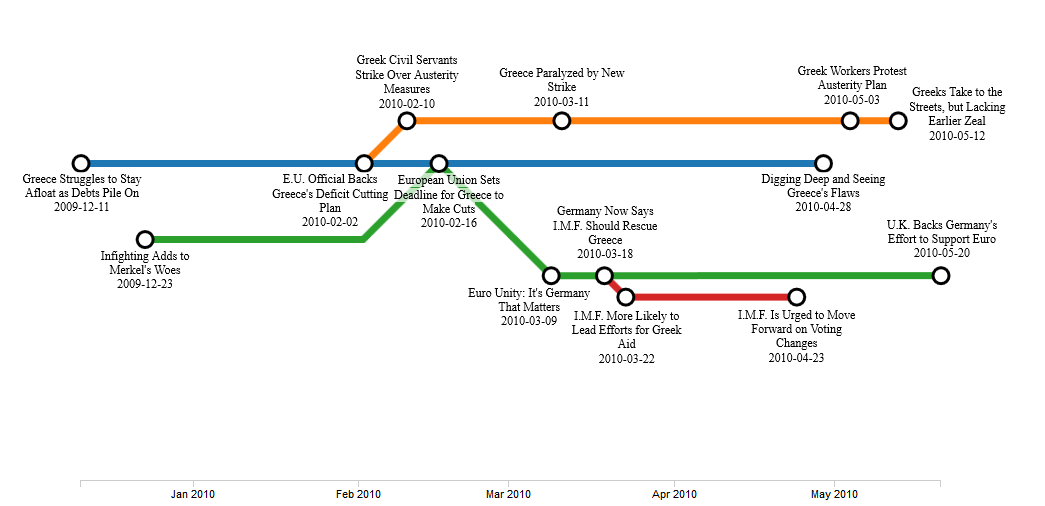 Greek Civil Servants
Strike Over Austerity
Measures
2010-02-10
Greece Paralyzed by New
Strike
2010-03-11
Greek Workers Protest
Austerity Plan
2010-05-03
Greeks Take to the
Streets, but Lacking
Earlier Zeal
2010-05-12
Greece Struggles to Stay
Afloat as Debts Pile On
2009-12-11
E.U. Official Backs
Greece's Deficit Cutting
Plan
2010-02-02
European Union Sets
Deadline for Greece to
Make Cuts
2010-02-16
Digging Deep and Seeing
Greece's Flaws
2010-04-28
Infighting Adds to
Merkel's Woes
2009-12-23
Germany Now Says
I.M.F. Should Rescue
Greece
2010-03-18
U.K. Backs Germany's
Effort to Support Euro
2010-05-20
Euro Unity: It's Germany
That Matters
2010-03-09
I.M.F. More Likely to
Lead Efforts for Greek
Aid
2010-03-22
I.M.F. Is Urged to Move
Forward on Voting
Changes
2010-04-23
Jan 2010
Feb 2010
Mar 2010
Apr 2010
May 2010